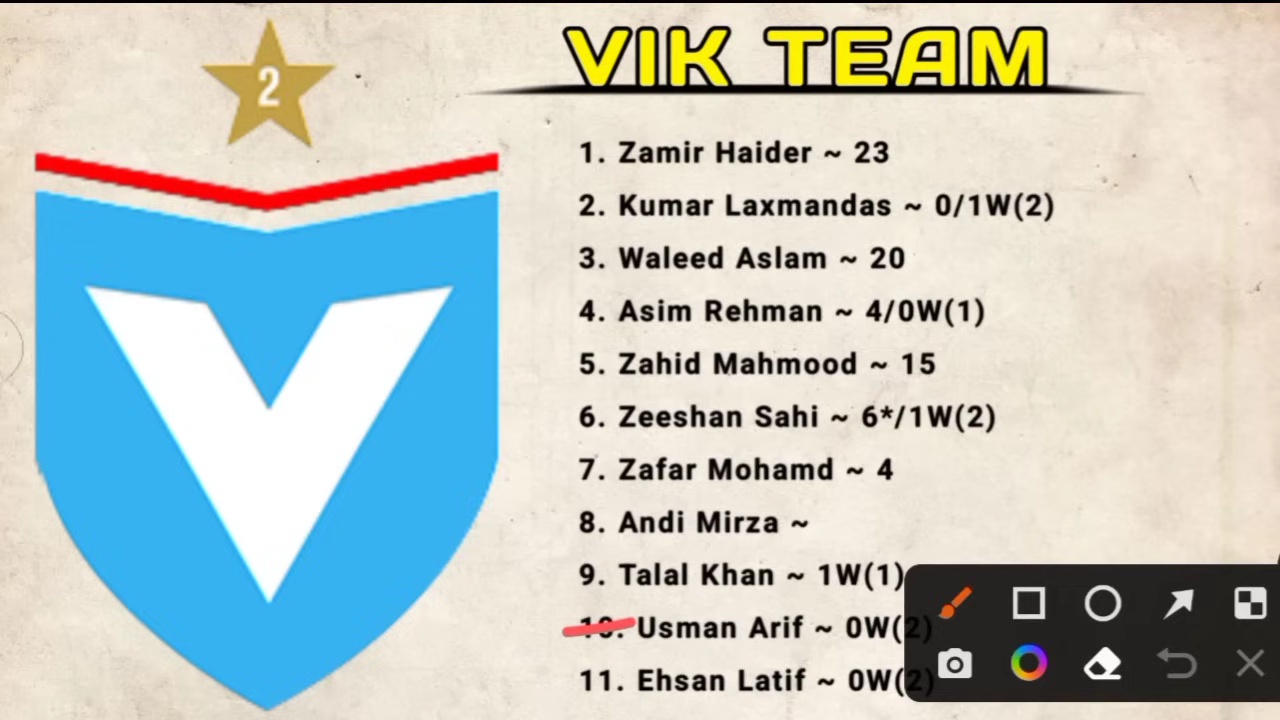 2
VIK TEAM
1. Zamir Haider ~ 23
2. Kumar Laxmandas ~ 0/1W(2)
3. Waleed Aslam ~ 20
4. Asim Rehman ~ 4/0W(1)
5. Zahid Mahmood ~ 15
6. Zeeshan Sahi ~ 6*/1W(2)
7. Zafar Mohamd ~ 4
8. Andi Mirza ~
9. Talal Khan ~ 1W(1)
10. Usman Arif ~ 0W(2)
11. Ehsan Latif ~ 0W(2)
V